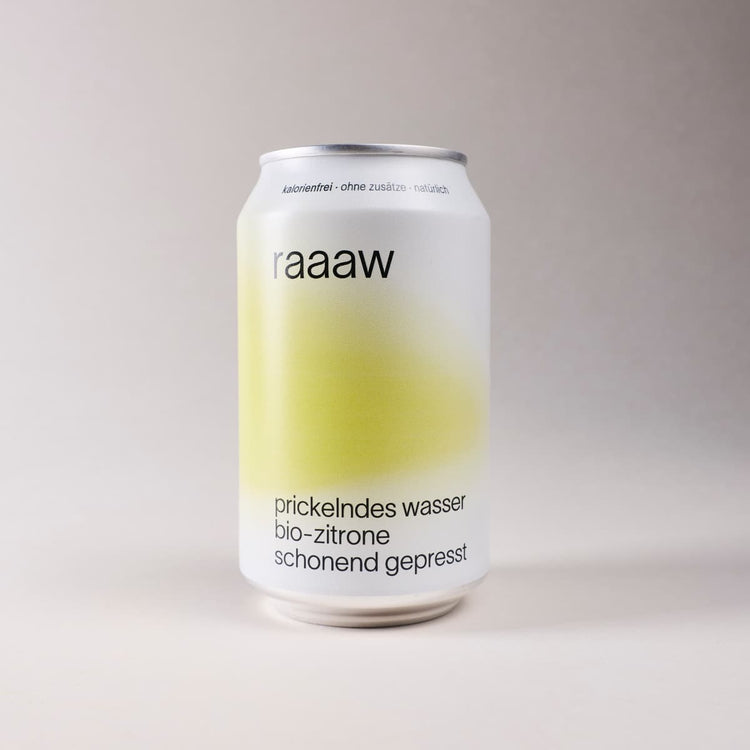 kalorienfrei · ohne zusätze · natürlich
raaaw
prickelndes wasser
bio-zitrone
schonend gepresst